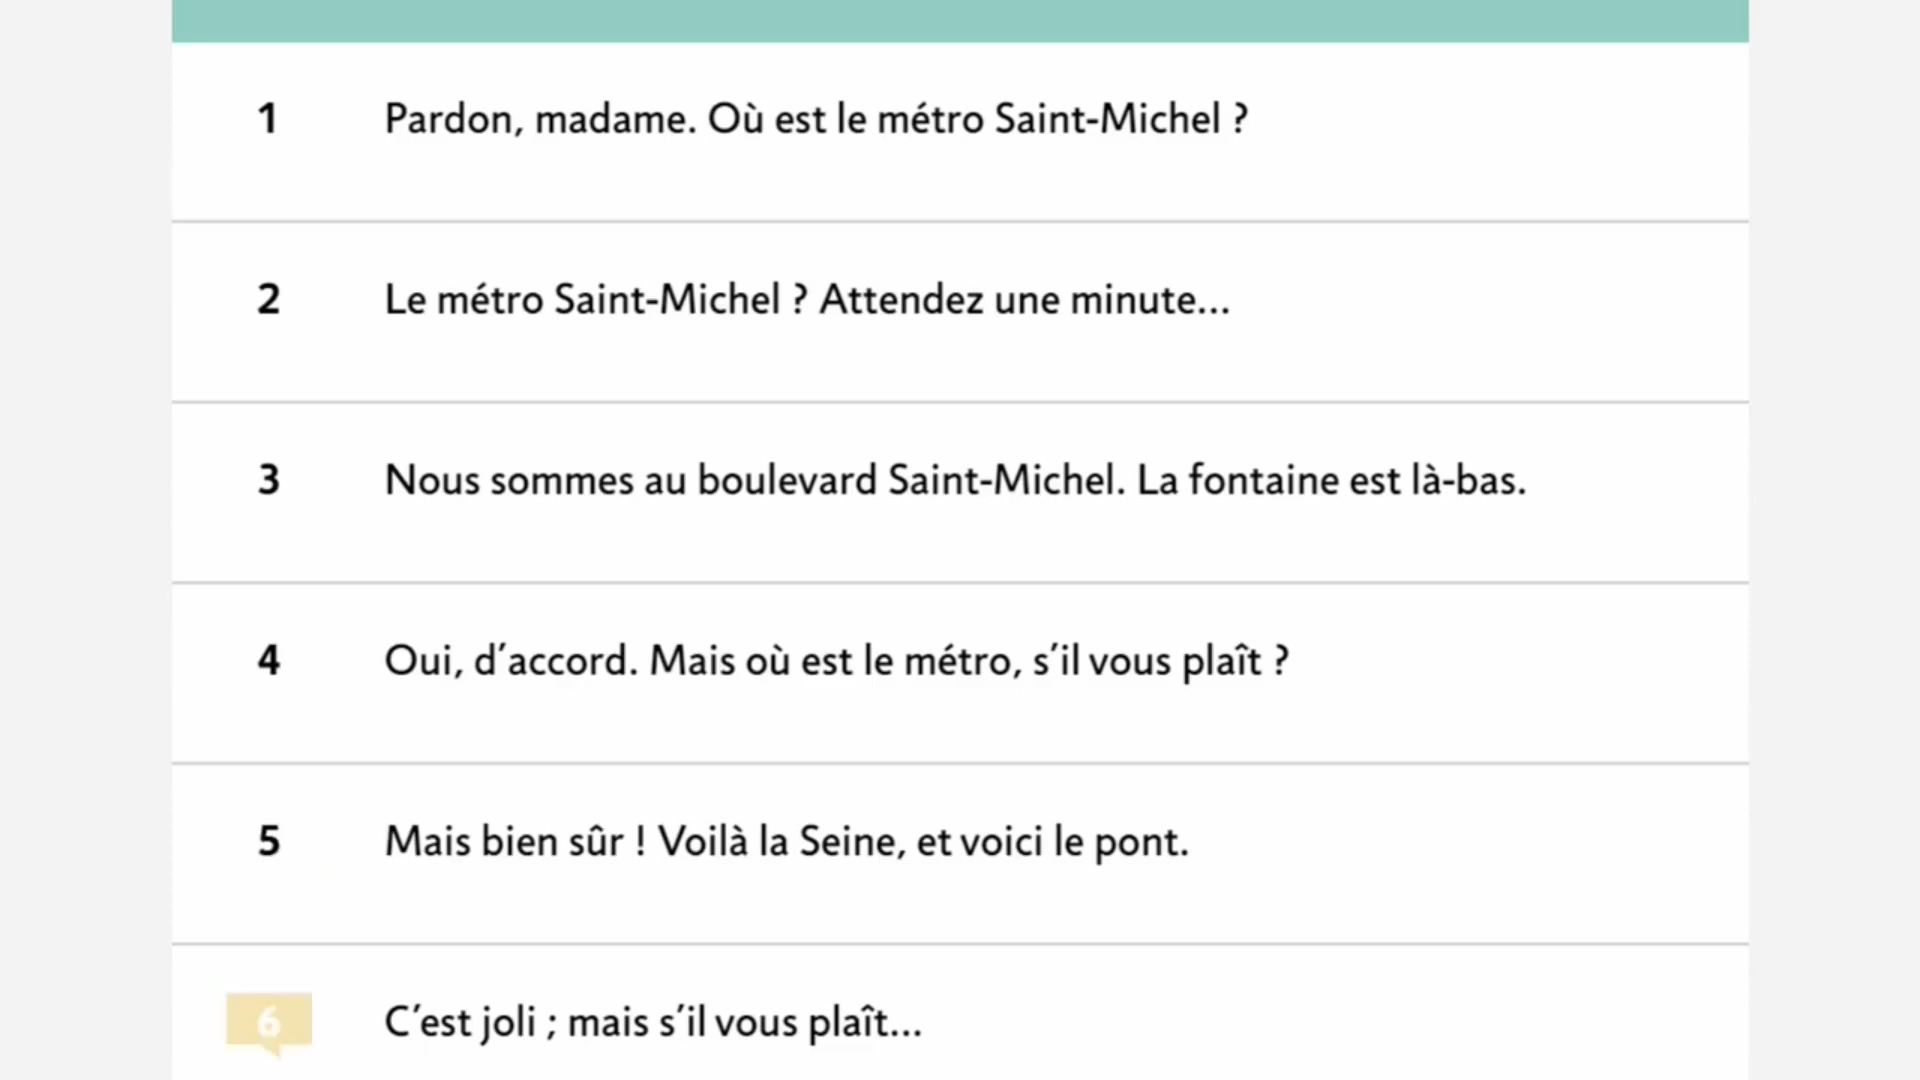 1 Pardon, madame. Où est le métro Saint-Michel ?
2 Le métro Saint-Michel ? Attendez une minute...
3 Nous sommes au boulevard Saint-Michel. La fontaine est là-bas.
4 Oui, d’accord. Mais où est le métro, s’il vous plaît ?
5 Mais bien sûr ! Voilà la Seine, et voici le pont.
6 C’est joli ; mais s’il vous plaît...